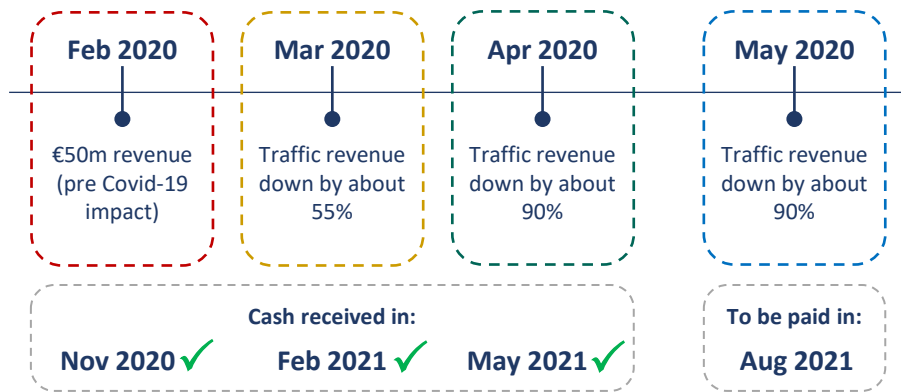 Feb 2020
€50m revenue
(pre Covid-19
impact)
Mar 2020
Traffic revenue
down by about
55%
Apr 2020
Traffic revenue
down by about
90%
May 2020
Traffic revenue
down by about
90%
Cash received in:
Nov 2020
Feb 2021
May 2021
To be paid in:
Aug 2021